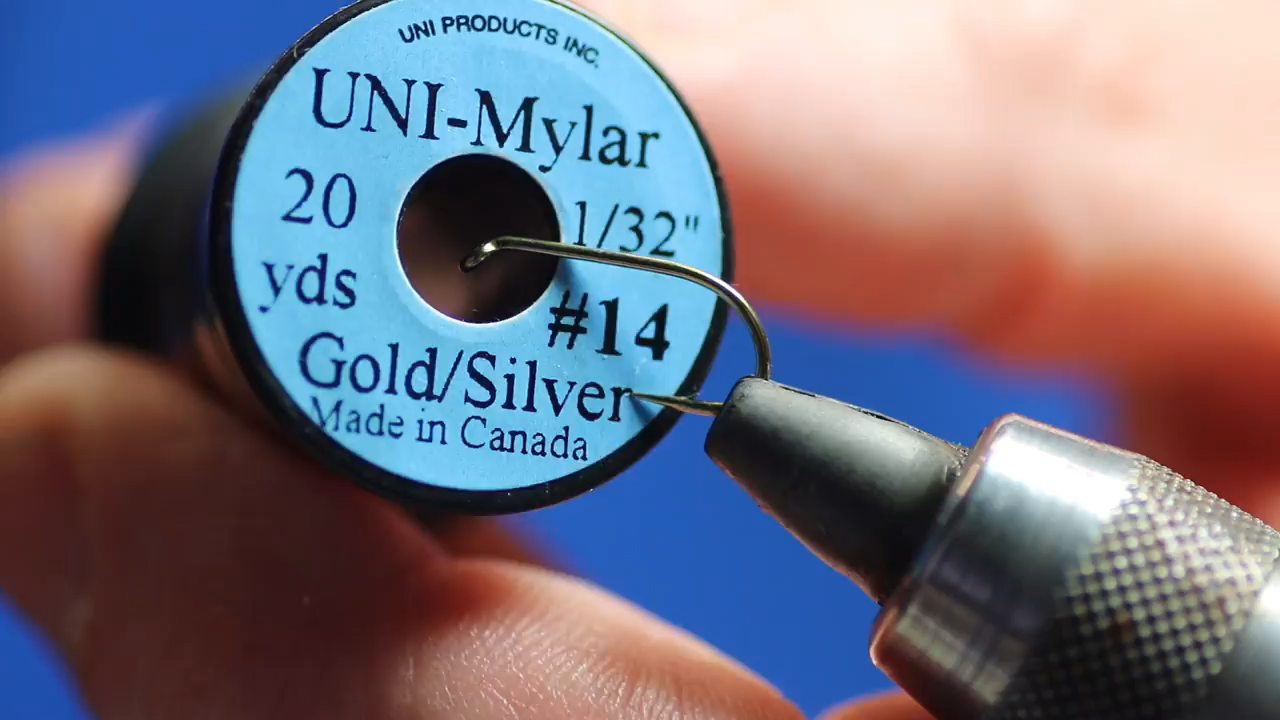 UNI PRODUCTS INC.
UNI-Mylar
20 yds
1/32"
#14
Gold/Silver
Made in Canada